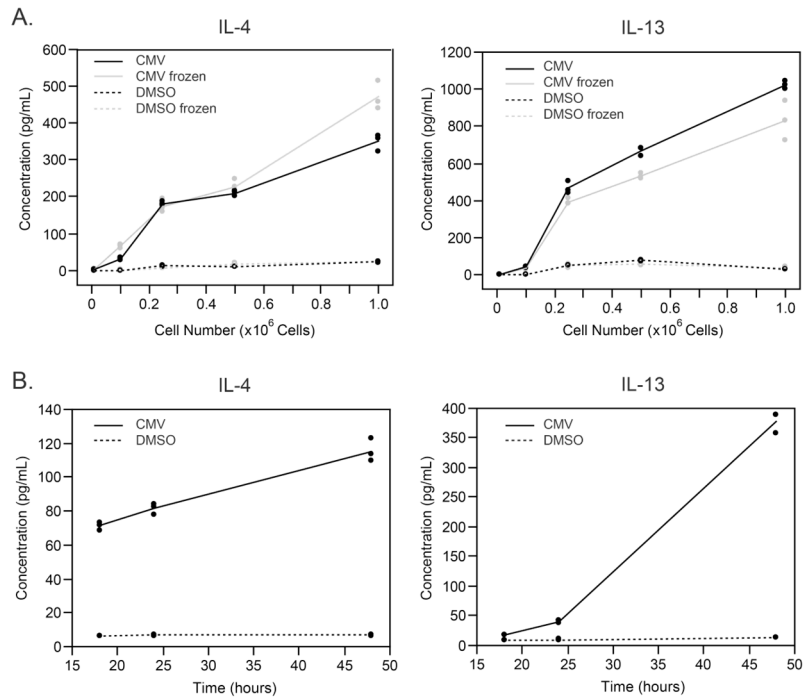 A.
IL-4
IL-13
CMV
CMV frozen
DMSO
DMSO frozen
Concentration (pg/mL)
600
500
400
300
200
100
0
0
0.2
0.4
0.6
0.8
1.0
Cell Number (x10⁶ Cells)
CMV
CMV frozen
DMSO
DMSO frozen
Concentration (pg/mL)
1200
1000
800
600
400
200
0
0
0.2
0.4
0.6
0.8
1.0
Cell Number (x10⁶ Cells)
B.
IL-4
IL-13
CMV
DMSO
Concentration (pg/mL)
140
120
100
80
60
40
20
0
15
20
25
30
35
40
45
50
Time (hours)
CMV
DMSO
Concentration (pg/mL)
400
350
300
250
200
150
100
50
0
15
20
25
30
35
40
45
50
Time (hours)